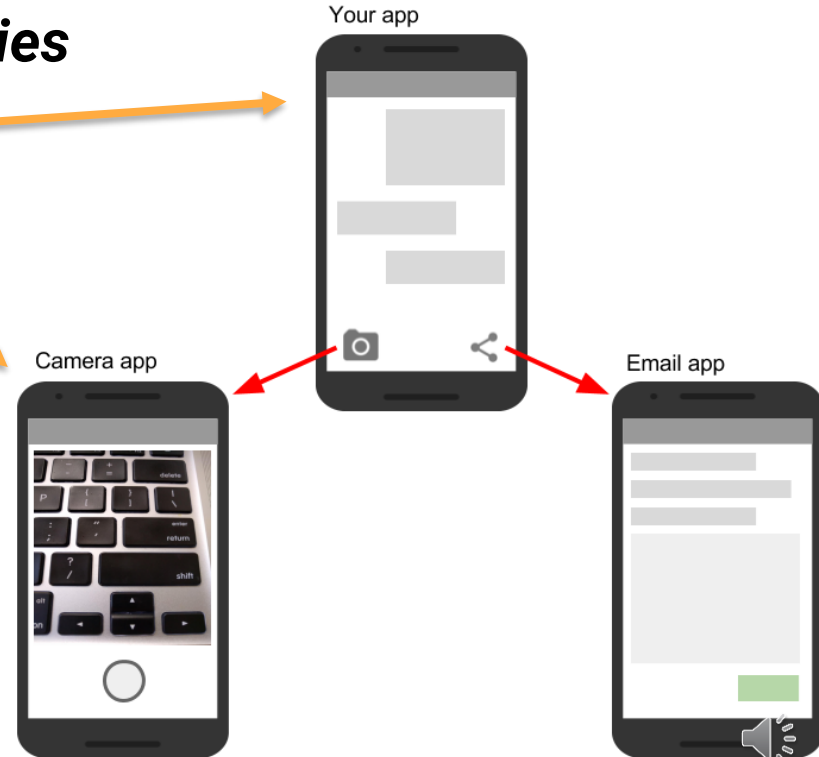 ies
Your app
Camera app
Email app
delete
P
{
[
}
]
|
\
:
;
"
'
enter
return
?
/
shift